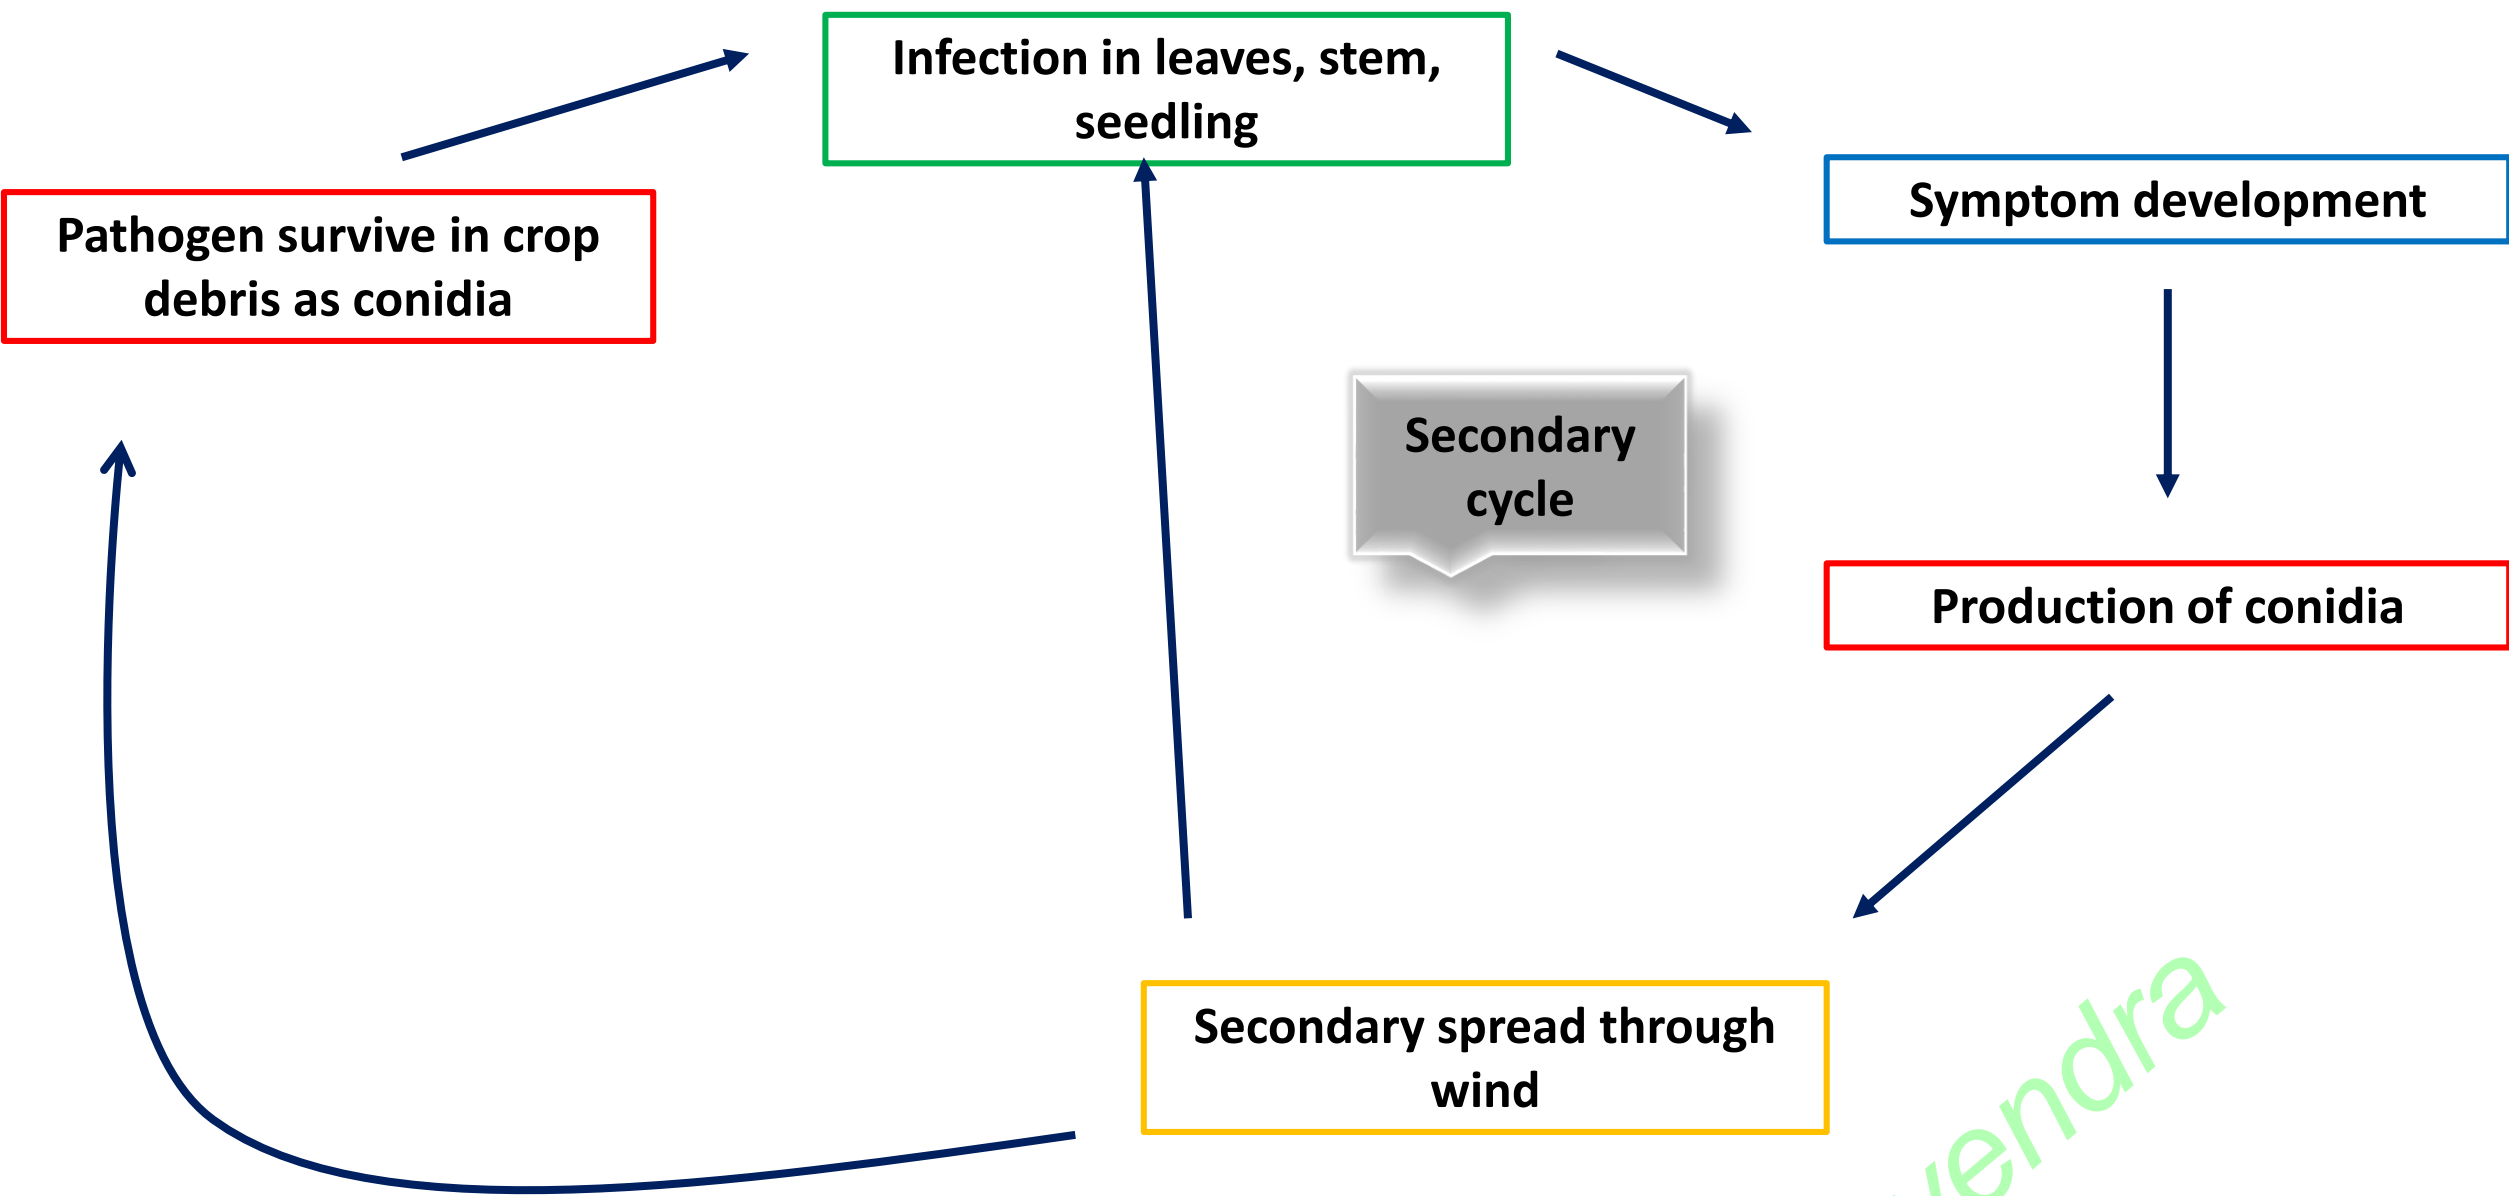 Infection in leaves, stem,
seedling
Pathogen survive in crop
debris as conidia
Sympton development
Secondary
cycle
Production of conidia
Secondary spread through
wind